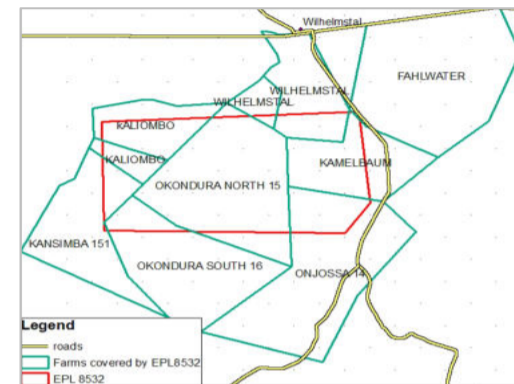 Wilhelmstal
FAHLWATER
WILHELMSTAL
WILHELMSTAL
kALIOMBO
KALIOMBO
KAMELBAUM
OKONDURA NORTH 15
KANSIMBA 151
OKONDURA SOUTH 16
ONJOSSA 14
Legend
roads
Farms covered by EPL8532
EPL 8532